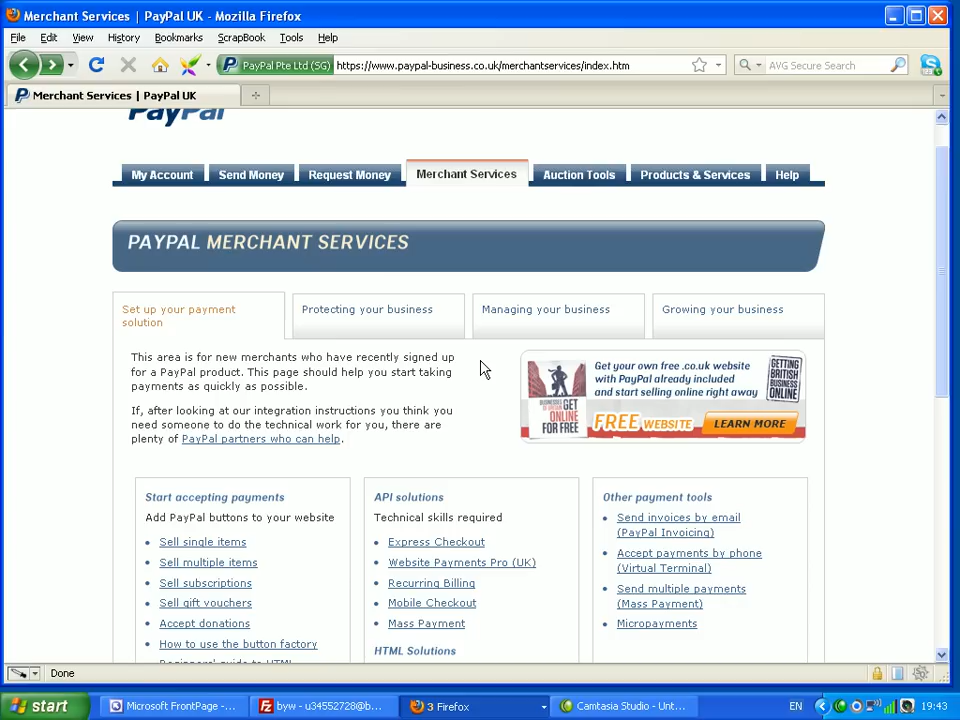 Merchant Services | PayPal UK - Mozilla Firefox
File Edit View History Bookmarks ScrapBook Tools Help
PayPal Pte Ltd (SG) https://www.paypal-business.co.uk/merchantservices/index.htm AVG Secure Search
Merchant Services | PayPal UK
PayPal
My Account Send Money Request Money Merchant Services Auction Tools Products & Services Help
PAYPAL MERCHANT SERVICES
Set up your payment solution
Protecting your business
Managing your business
Growing your business
This area is for new merchants who have recently signed up
for a PayPal product. This page should help you start taking
payments as quickly as possible.
If, after looking at our integration instructions you think you
need someone to do the technical work for you, there are
plenty of PayPal partners who can help.
BUSINESSES OF BRITAIN
GET ONLINE FOR FREE
Get your own free .co.uk website
with PayPal already included
and start selling online right away
GETTING BRITISH BUSINESS ONLINE
FREE WEBSITE LEARN MORE
Start accepting payments
Add PayPal buttons to your website
Sell single items
Sell multiple items
Sell subscriptions
Sell gift vouchers
Accept donations
How to use the button factory
Beginners' guide to HTML
API solutions
Technical skills required
Express Checkout
Website Payments Pro (UK)
Recurring Billing
Mobile Checkout
Mass Payment
HTML Solutions
Other payment tools
Send invoices by email
(PayPal Invoicing)
Accept payments by phone
(Virtual Terminal)
Send multiple payments
(Mass Payment)
Micropayments
Done
start Microsoft FrontPage -... byw - u34552728@b... 3 Firefox Camtasia Studio - Unt... EN 19:43